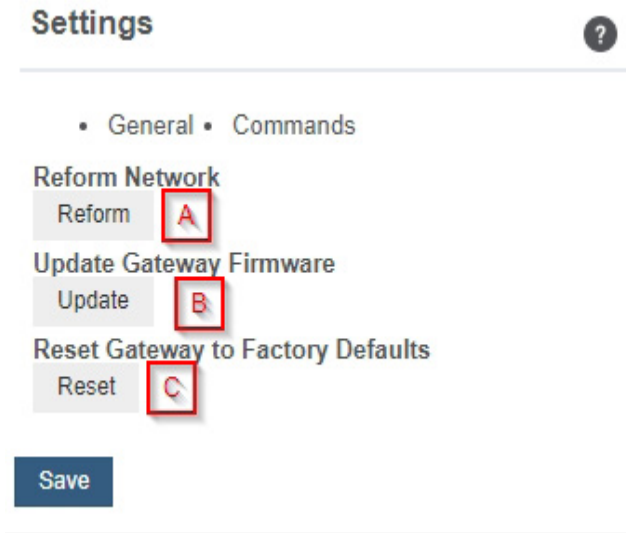 Settings
?
• General • Commands
Reform Network
Reform A
Update Gateway Firmware
Update B
Reset Gateway to Factory Defaults
Reset C
Save